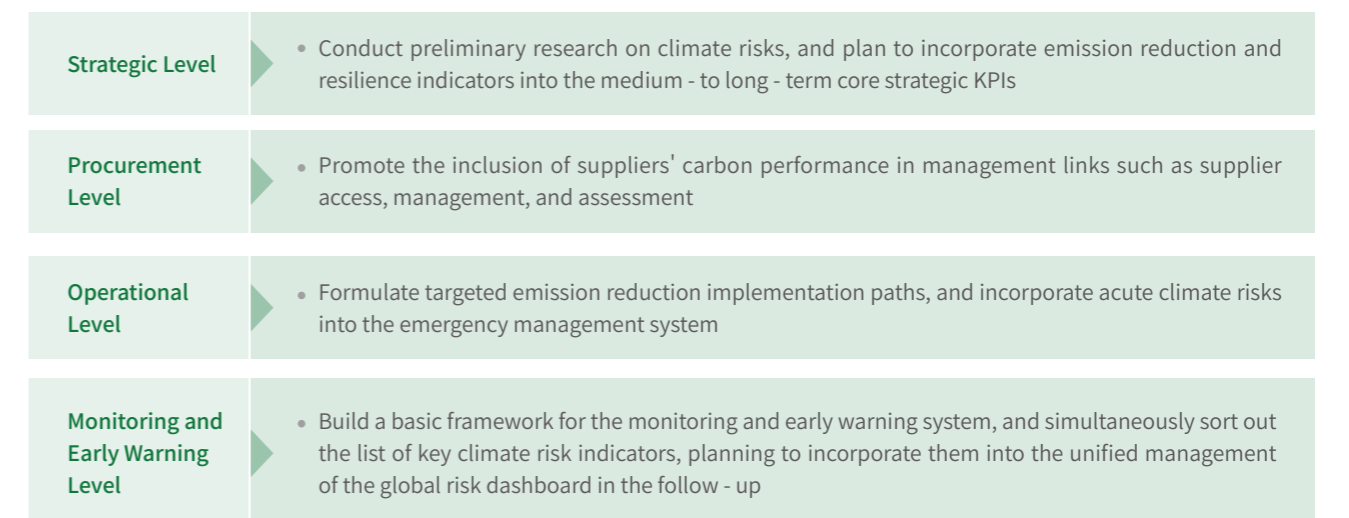 Strategic Level
• Conduct preliminary research on climate risks, and plan to incorporate emission reduction and
resilience indicators into the medium - to long - term core strategic KPIs
Procurement
Level
• Promote the inclusion of suppliers' carbon performance in management links such as supplier
access, management, and assessment
Operational
Level
• Formulate targeted emission reduction implementation paths, and incorporate acute climate risks
into the emergency management system
Monitoring and
Early Warning
Level
• Build a basic framework for the monitoring and early warning system, and simultaneously sort out
the list of key climate risk indicators, planning to incorporate them into the unified management
of the global risk dashboard in the follow - up